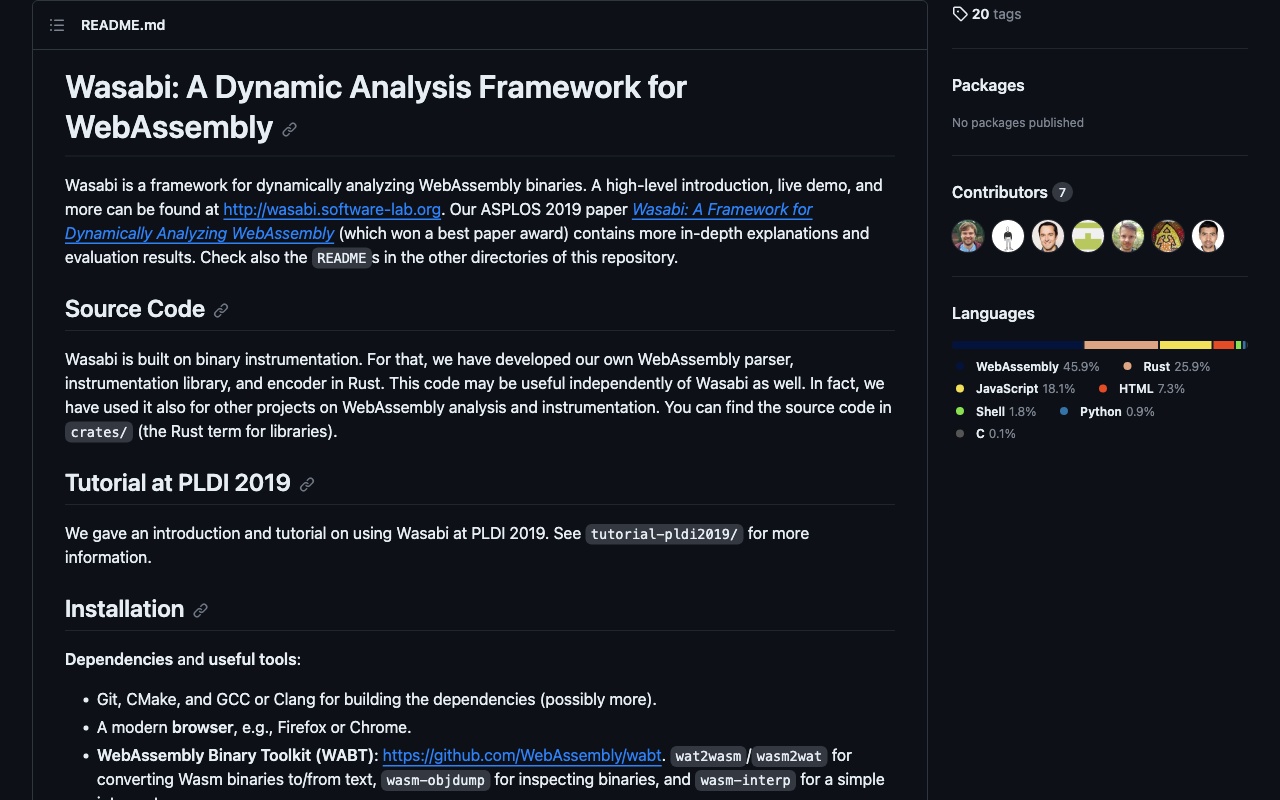 README.md
Wasabi: A Dynamic Analysis Framework for
WebAssembly
Wasabi is a framework for dynamically analyzing WebAssembly binaries. A high-level introduction, live demo, and
more can be found at http://wasabi.software-lab.org. Our ASPLOS 2019 paper Wasabi: A Framework for
Dynamically Analyzing WebAssembly (which won a best paper award) contains more in-depth explanations and
evaluation results. Check also the READMEs in the other directories of this repository.
Source Code
Wasabi is built on binary instrumentation. For that, we have developed our own WebAssembly parser,
instrumentation library, and encoder in Rust. This code may be useful independently of Wasabi as well. In fact, we
have used it also for other projects on WebAssembly analysis and instrumentation. You can find the source code in
crates/ (the Rust term for libraries).
Tutorial at PLDI 2019
We gave an introduction and tutorial on using Wasabi at PLDI 2019. See tutorial-pldi2019/ for more
information.
Installation
Dependencies and useful tools:
• Git, CMake, and GCC or Clang for building the dependencies (possibly more).
• A modern browser, e.g., Firefox or Chrome.
• WebAssembly Binary Toolkit (WABT): https://github.com/WebAssembly/wabt. wat2wasm/wasm2wat for
converting Wasm binaries to/from text, wasm-objdump for inspecting binaries, and wasm-interp for a simple
20 tags
Packages
No packages published
Contributors 7
Languages
WebAssembly 45.9% Rust 25.9%
JavaScript 18.1% HTML 7.3%
Shell 1.8% Python 0.9%
C 0.1%